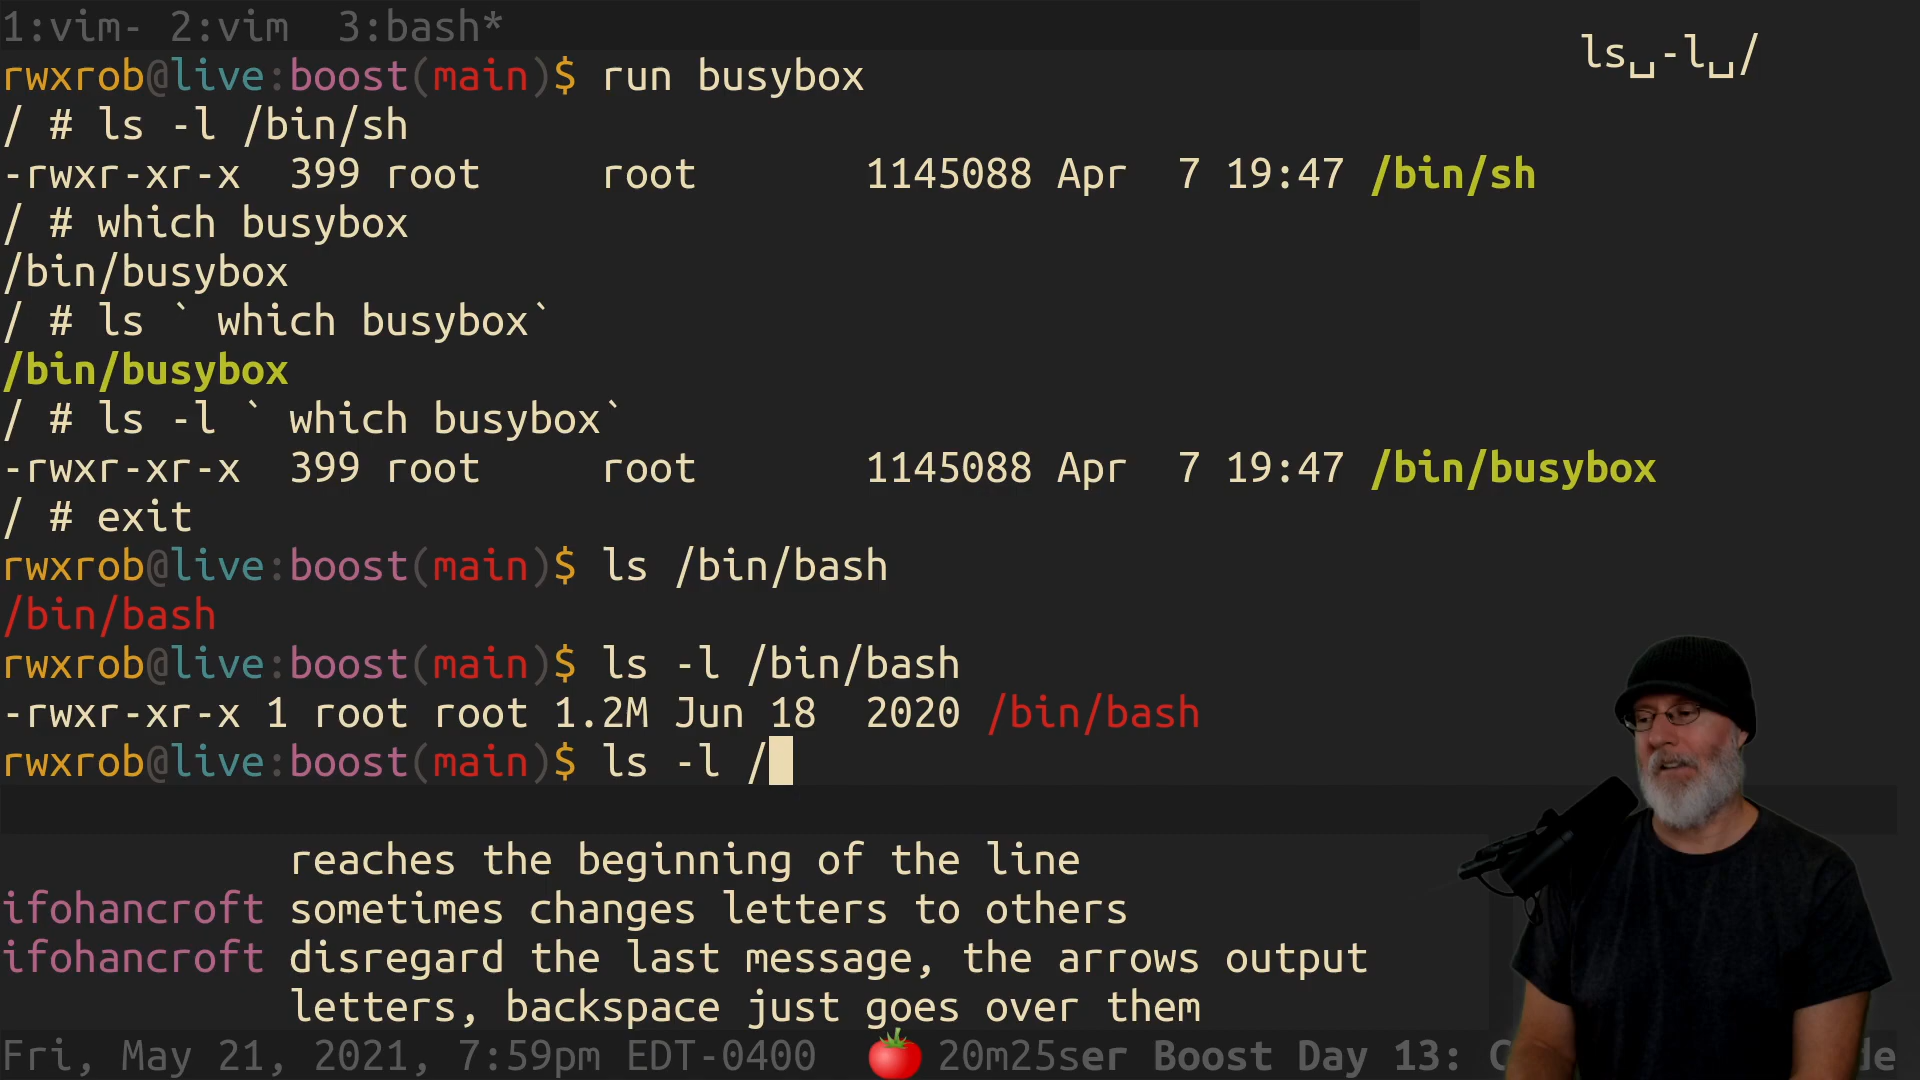 1:vim- 2:vim  3:bash*
ls␣-l␣/
rwxrob@live:boost(main)$ run busybox
/ # ls -l /bin/sh
-rwxr-xr-x  399 root     root       1145088 Apr  7 19:47 /bin/sh
/ # which busybox
/bin/busybox
/ # ls ` which busybox`
/bin/busybox
/ # ls -l ` which busybox`
-rwxr-xr-x  399 root     root       1145088 Apr  7 19:47 /bin/busybox
/ # exit
rwxrob@live:boost(main)$ ls /bin/bash
/bin/bash
rwxrob@live:boost(main)$ ls -l /bin/bash
-rwxr-xr-x 1 root root 1.2M Jun 18  2020 /bin/bash
rwxrob@live:boost(main)$ ls -l /
reaches the beginning of the line
ifohancroft sometimes changes letters to others
ifohancroft disregard the last message, the arrows output
letters, backspace just goes over them
Fri, May 21, 2021, 7:59pm EDT-0400 🍅 20m25ser Boost Day 13: C de